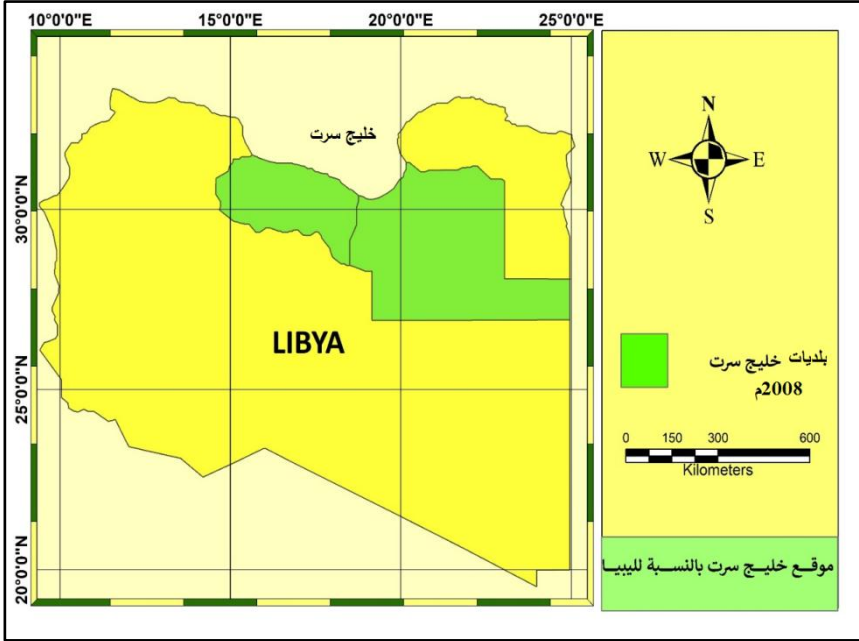 10°0'0"E
15°0'0"E
20°0'0"E
25°0'0"E
خليج سرت
30°0'0"N
25°0'0"N
20°0'0"N
LIBYA
N
W
E
S
بلديات خليج سرت
2008م
0 150 300 600
Kilometers
موقع خليج سرت بالنسبة لليبيا